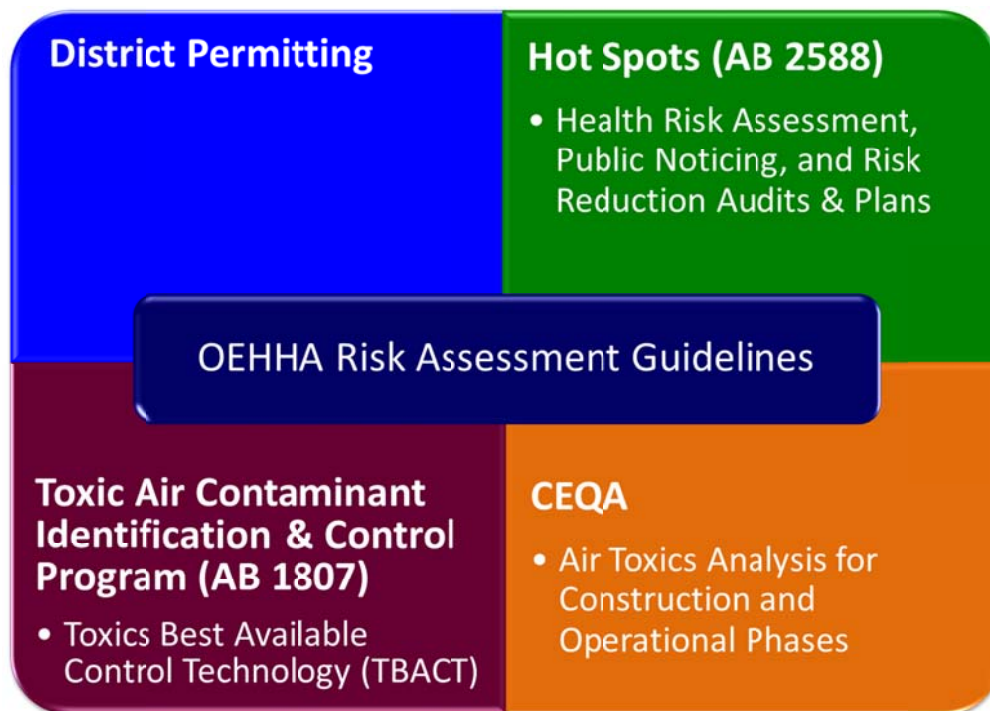 District Permitting
Hot Spots (AB 2588)
• Health Risk Assessment,
Public Noticing, and Risk
Reduction Audits & Plans
OEHHA Risk Assessment Guidelines
Toxic Air Contaminant
Identification & Control
Program (AB 1807)
• Toxics Best Available
Control Technology (TBACT)
CEQA
• Air Toxics Analysis for
Construction and
Operational Phases